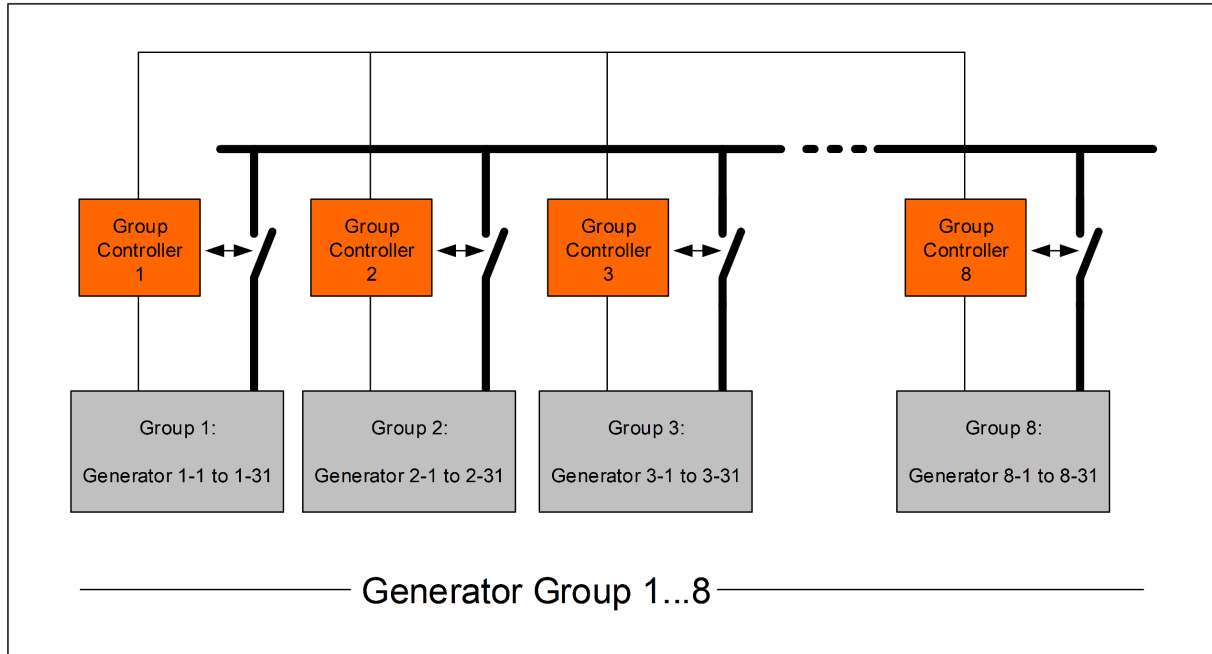 Group
Controller
1
Group
Controller
2
Group
Controller
3
Group
Controller
8
Group 1:
Generator 1-1 to 1-31
Group 2:
Generator 2-1 to 2-31
Group 3:
Generator 3-1 to 3-31
Group 8:
Generator 8-1 to 8-31
Generator Group 1...8